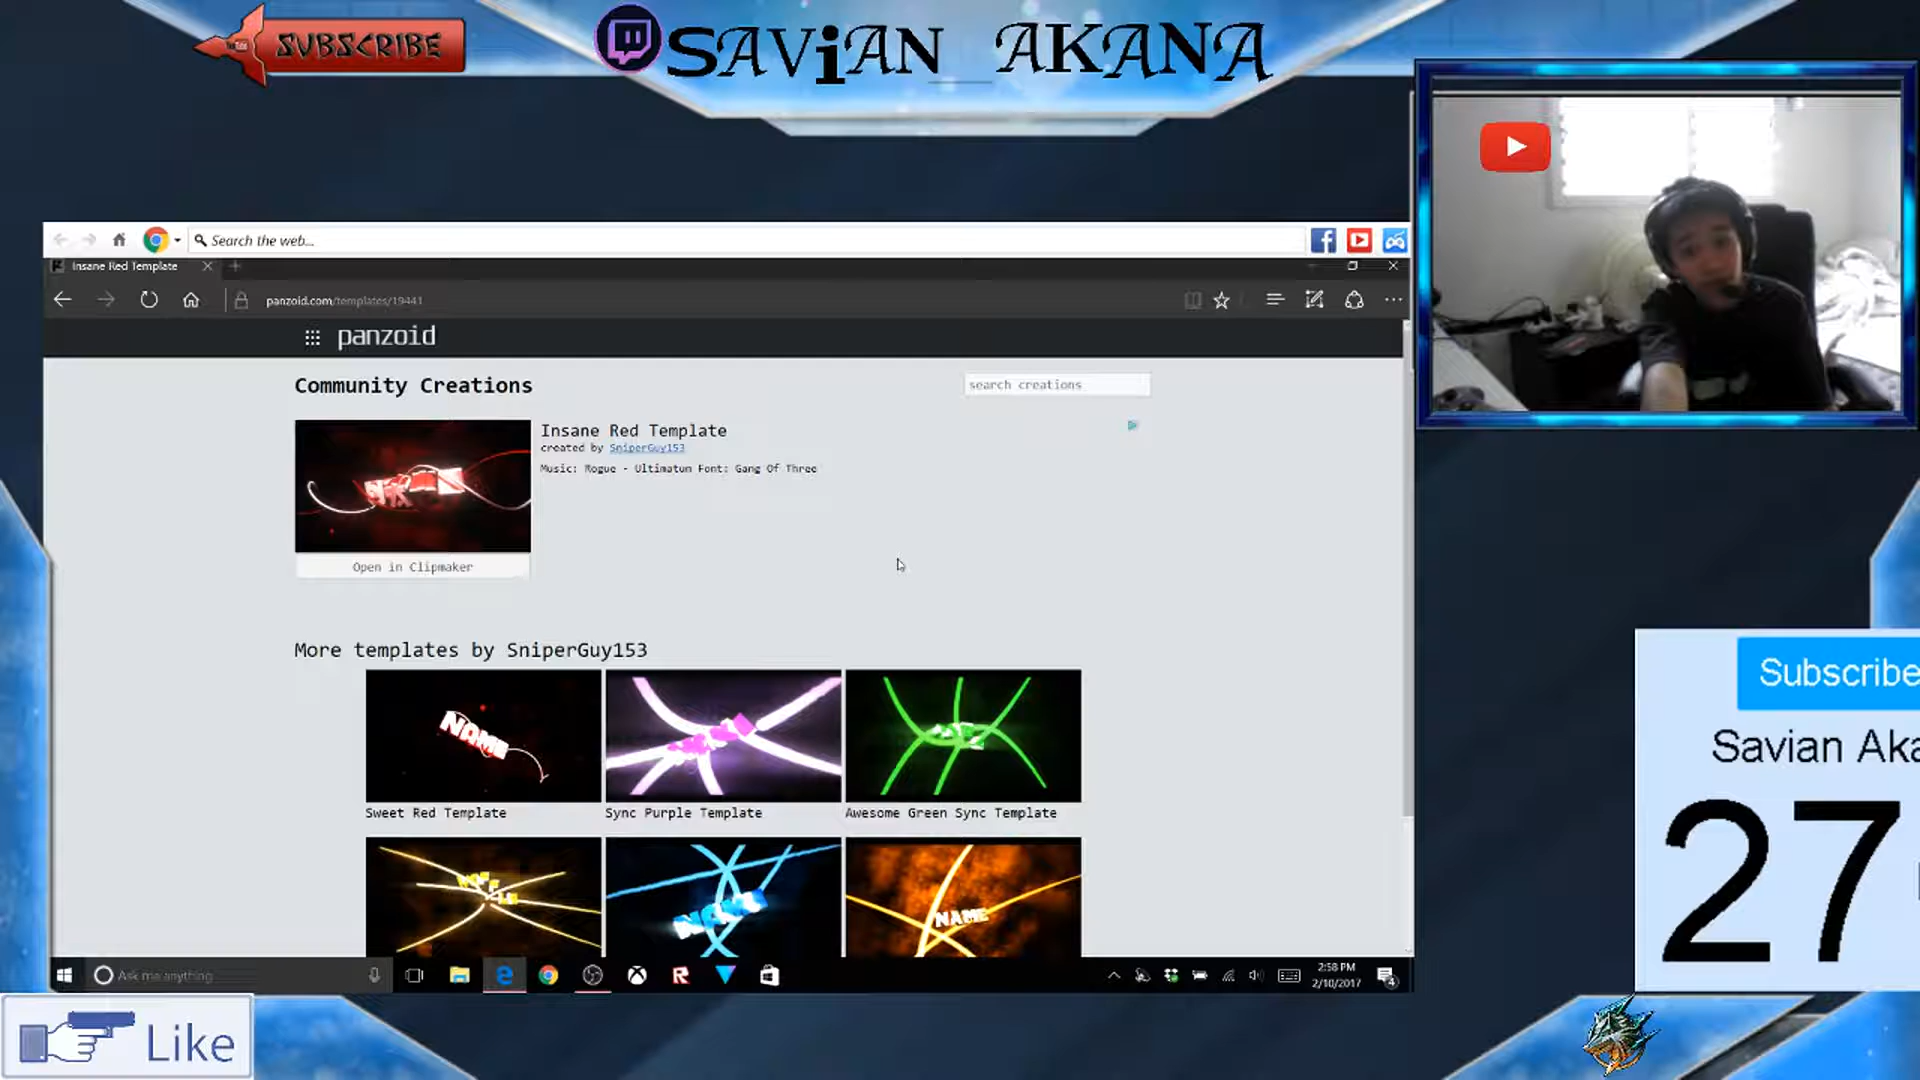 SUBSCRIBE
SAViAN_AKANA
Search the web...
Insane Red Template
panzoid.com/templates/19441
panzoid
Community Creations
search creations
Insane Red Template
created by SniperGuy153
Music: Rogue - Ultimatum Font: Gang Of Three
Open in Clipmaker
More templates by SniperGuy153
NAME
Sweet Red Template
Sync Purple Template
Awesome Green Sync Template
NAME
NAME
Ask me anything
2:58 PM
2/10/2017
4
Subscribe
Savian Aka
27
Like